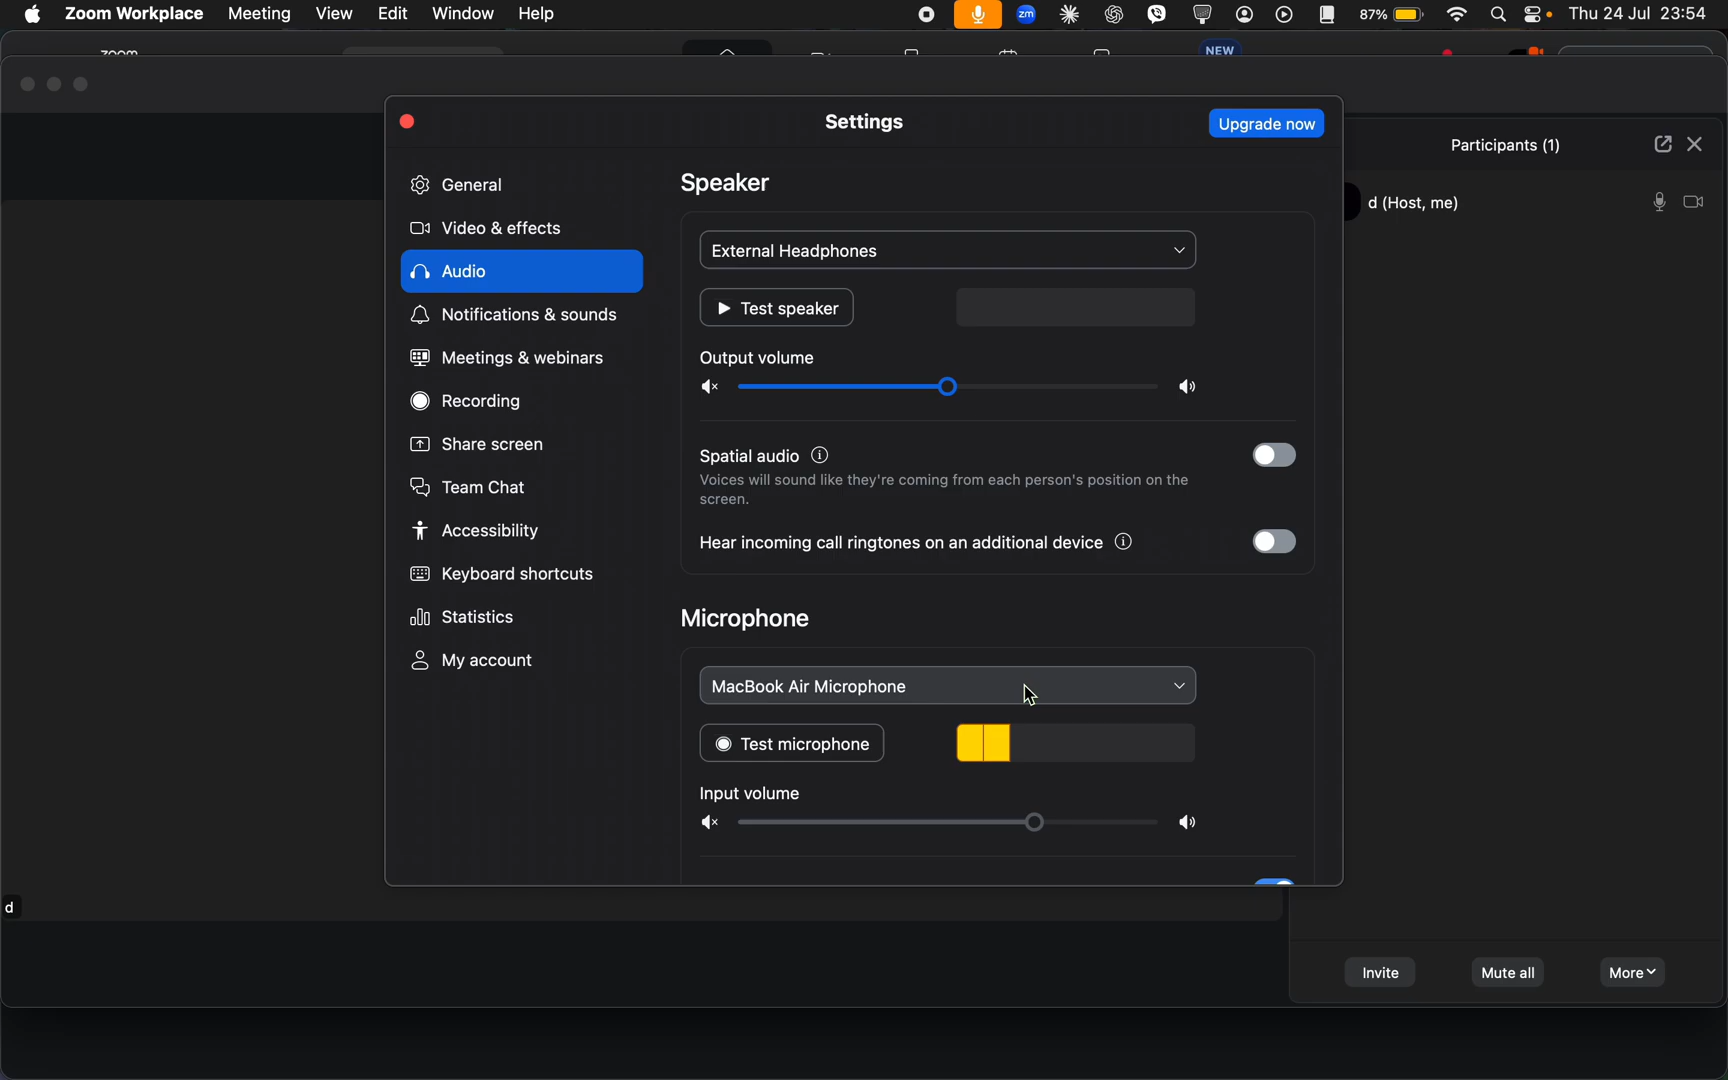 Zoom Workplace Meeting View Edit Window Help
zm 87% Thu 24 Jul 23:54
zoom NEW
Settings
Upgrade now
General
Video & effects
Audio
Notifications & sounds
Meetings & webinars
Recording
Share screen
Team Chat
Accessibility
Keyboard shortcuts
Statistics
My account
Speaker
External Headphones
Test speaker
Output volume
Spatial audio
Voices will sound like they're coming from each person's position on the
screen.
Hear incoming call ringtones on an additional device
Microphone
MacBook Air Microphone
Test microphone
Input volume
Participants (1)
d (Host, me)
d
Invite Mute all More